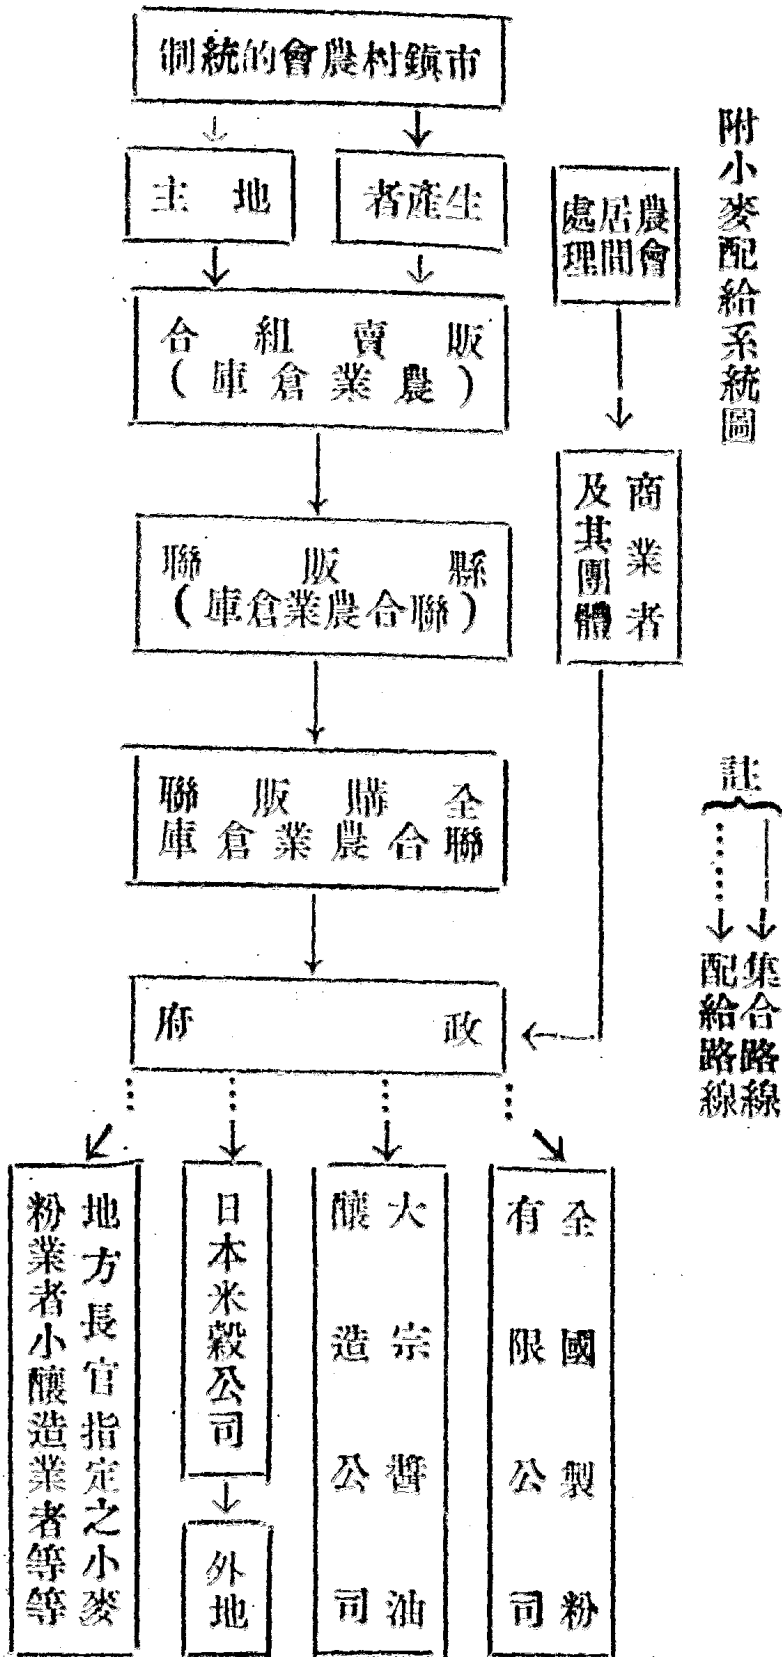 附小麥配給系統圖
註
集合路線
配給路線
市鎭村農會的統制
生產者
地主
農會
居間
處理
販賣組合
(農業倉庫)
商業者
及其團體
縣販聯
(聯合農業倉庫)
全購販聯
聯合農業倉庫
政府
全國製粉
有限公司
大宗醬油
釀造公司
日本米穀公司
外地
地方長官指定之小麥
粉業者小釀造業者等等